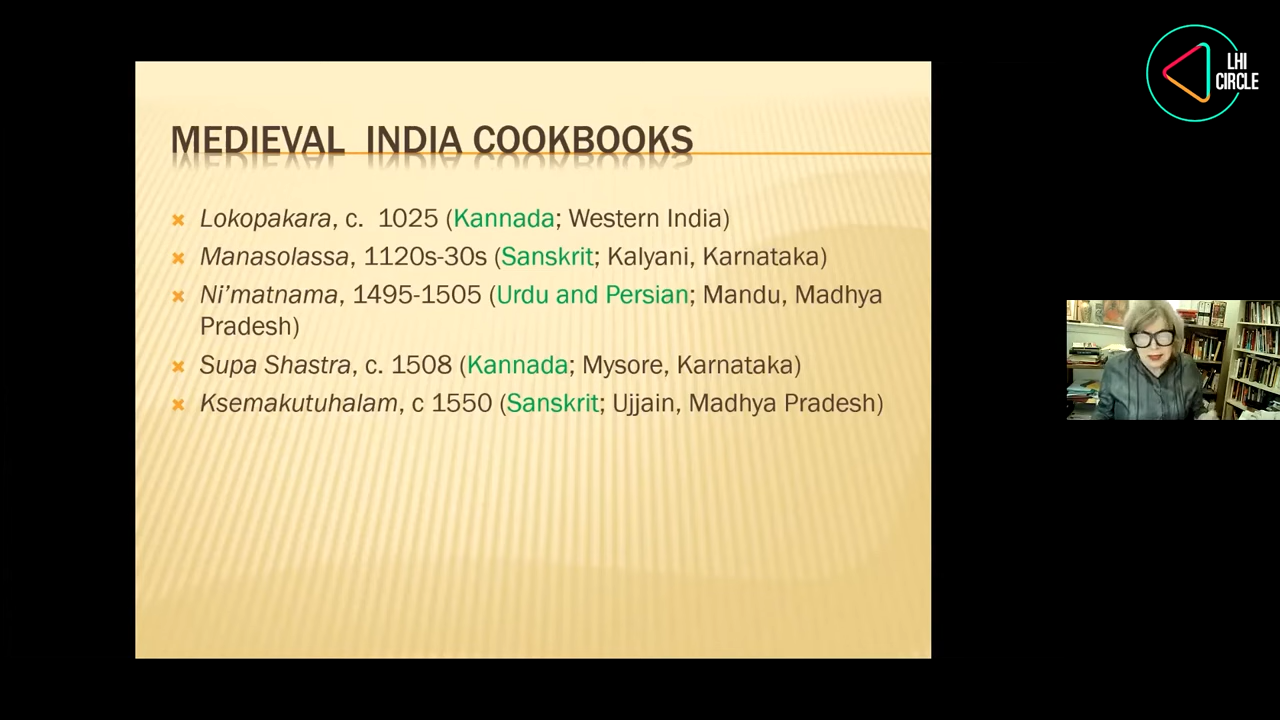 LHI
CIRCLE
MEDIEVAL INDIA COOKBOOKS
Lokopakara, c. 1025 (Kannada; Western India)
Manasolassa, 1120s-30s (Sanskrit; Kalyani, Karnataka)
Ni’matnama, 1495-1505 (Urdu and Persian; Mandu, Madhya
Pradesh)
Supa Shastra, c. 1508 (Kannada; Mysore, Karnataka)
Ksemakutuhalam, c 1550 (Sanskrit; Ujjain, Madhya Pradesh)